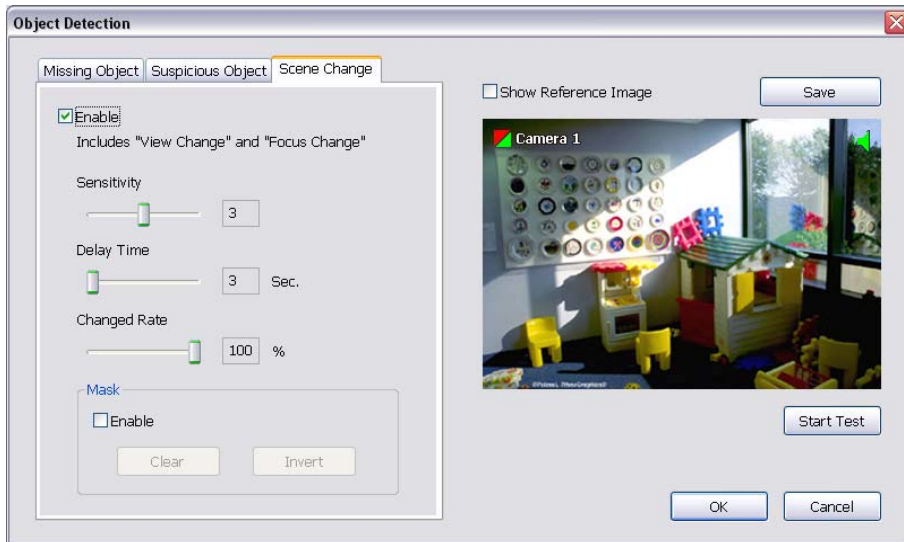 Object Detection
Missing Object Suspicious Object Scene Change
Enable
Includes "View Change" and "Focus Change"
Sensitivity
3
Delay Time
3 Sec.
Changed Rate
100 %
Mask
Enable
Clear Invert
Show Reference Image Save
Camera 1
Start Test
OK Cancel